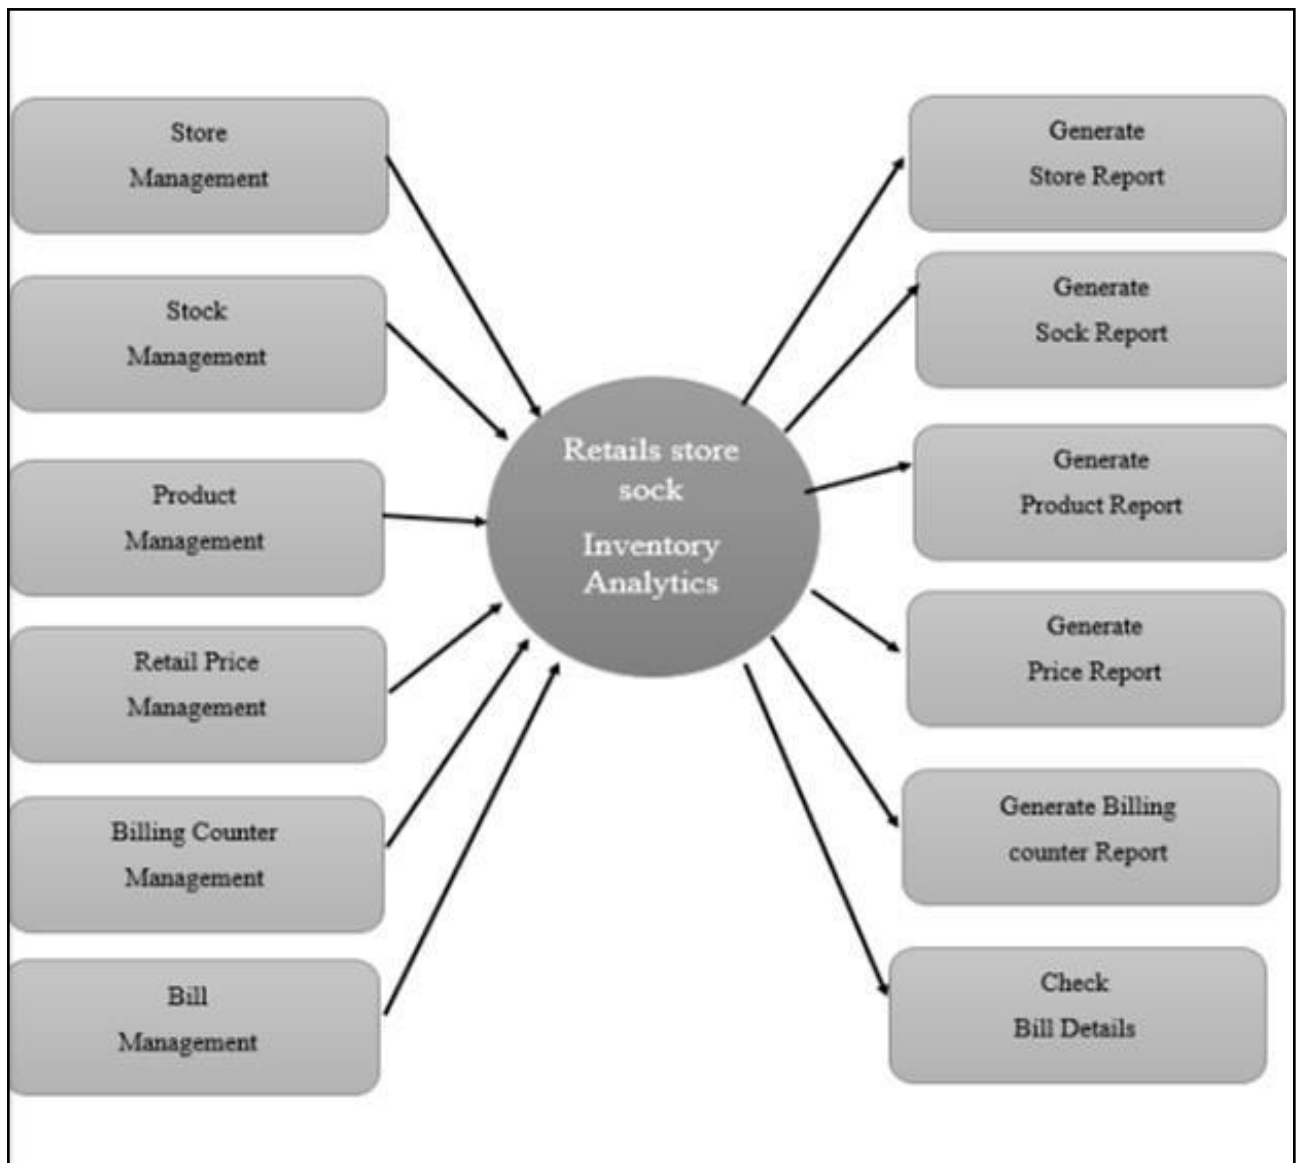 Store
Management
Stock
Management
Product
Management
Retail Price
Management
Billing Counter
Management
Bill
Management
Retails store
sock
Inventory
Analytics
Generate
Store Report
Generate
Sock Report
Generate
Product Report
Generate
Price Report
Generate Billing
counter Report
Check
Bill Details